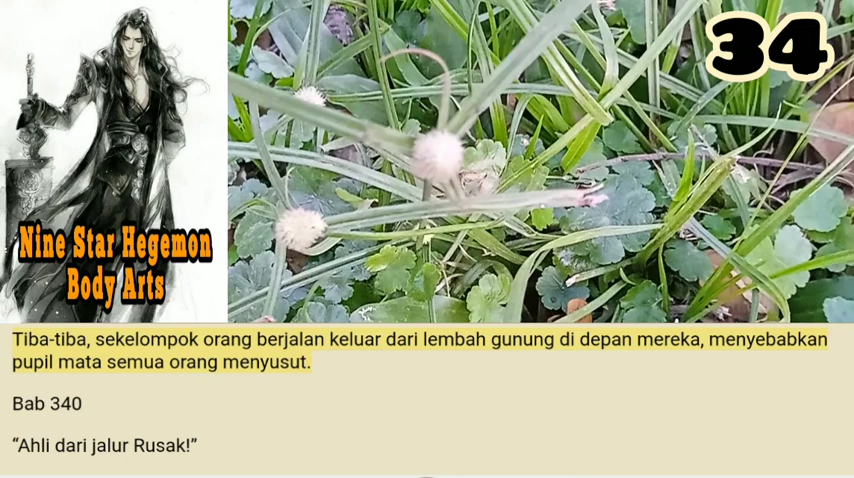 34
Nine Star Hegemon
Body Arts
Tiba-tiba, sekelompok orang berjalan keluar dari lembah gunung di depan mereka, menyebabkan
pupil mata semua orang menyusut.
Bab 340
“Ahli dari jalur Rusak!”